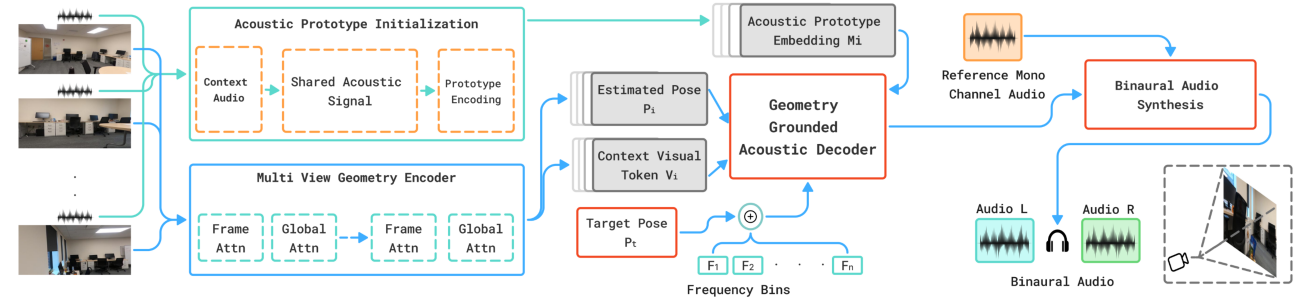 Acoustic Prototype Initialization
Context
Audio
Shared Acoustic
Signal
Prototype
Encoding
Multi View Geometry Encoder
Frame
Attn
Global
Attn
Frame
Attn
Global
Attn
Acoustic Prototype
Embedding Mi
Estimated Pose
Pᵢ
Context Visual
Token Vᵢ
Target Pose
Pₜ
Geometry
Grounded
Acoustic Decoder
F₁ F₂ · · · Fₙ
Frequency Bins
Reference Mono
Channel Audio
Binaural Audio
Synthesis
Audio L
Audio R
Binaural Audio